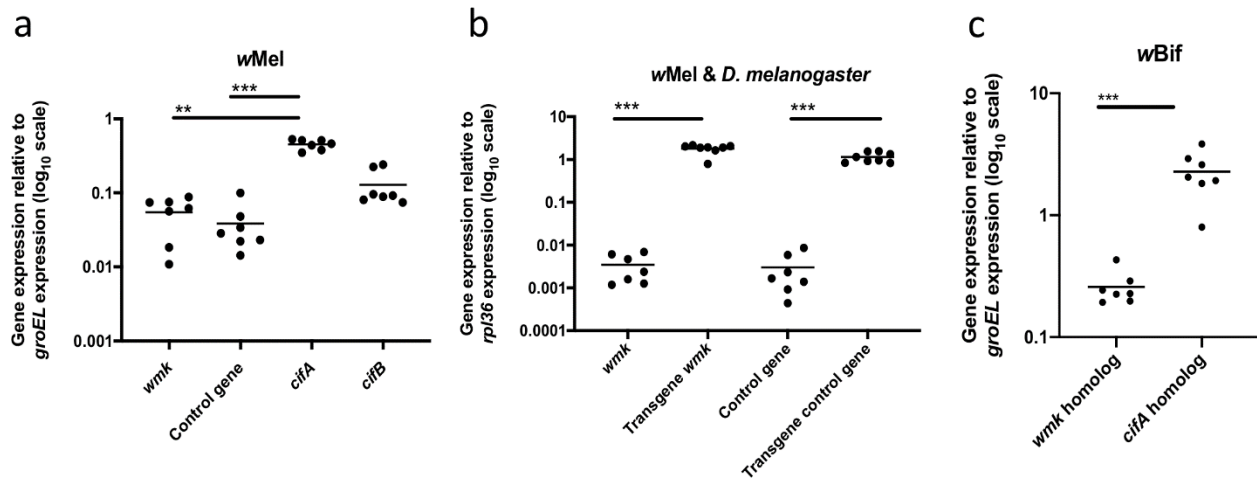 a
wMel
Gene expression relative to
groEL expression (log10 scale)
1
0.1
0.01
0.001
**
***
wmk
Control gene
cifA
cifB
b
wMel & D. melanogaster
Gene expression relative to
rpl36 expression (log10 scale)
10
1
0.1
0.01
0.001
0.0001
***
***
wmk
Transgene wmk
Control gene
Transgene control gene
c
wBif
Gene expression relative to
groEL expression (log10 scale)
10
1
0.1
***
wmk homolog
cifA homolog